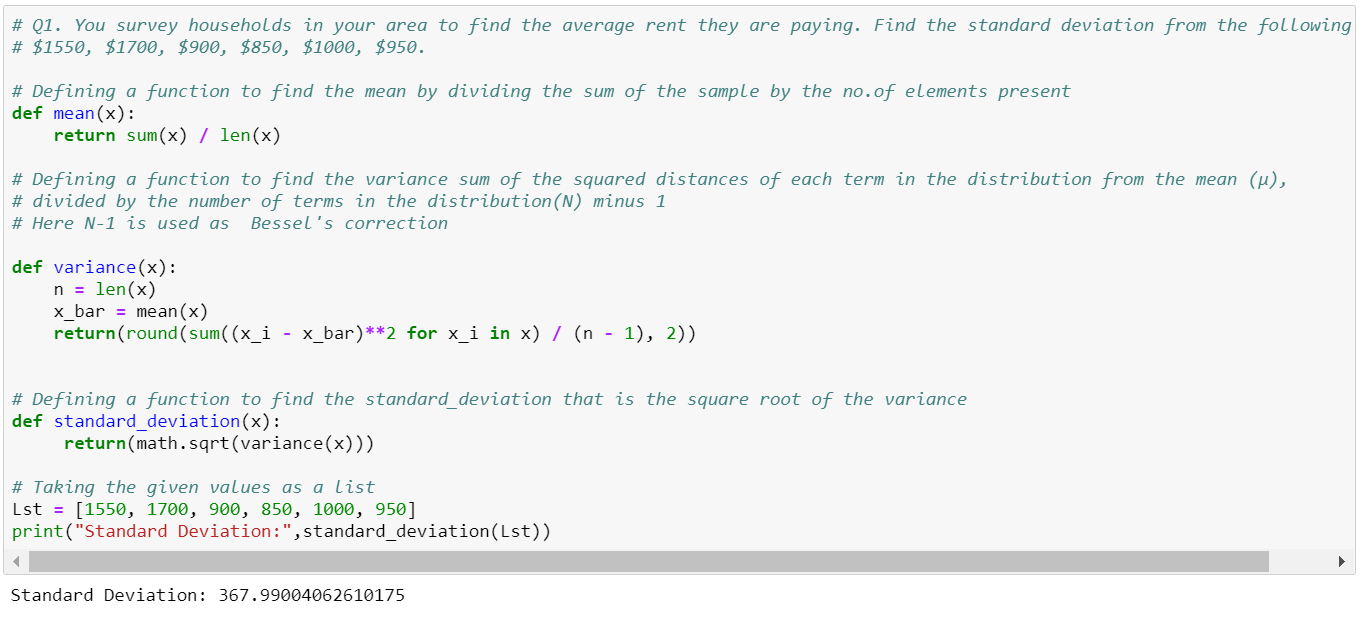 # Q1. You survey households in your area to find the average rent they are paying. Find the standard deviation from the following
# $1550, $1700, $900, $850, $1000, $950.
# Defining a function to find the mean by dividing the sum of the sample by the no.of elements present
def mean(x):
    return sum(x) / len(x)
# Defining a function to find the variance sum of the squared distances of each term in the distribution from the mean (μ),
# divided by the number of terms in the distribution(N) minus 1
# Here N-1 is used as  Bessel's correction
def variance(x):
    n = len(x)
    x_bar = mean(x)
    return(round(sum((x_i - x_bar)**2 for x_i in x) / (n - 1), 2))
# Defining a function to find the standard_deviation that is the square root of the variance
def standard_deviation(x):
     return(math.sqrt(variance(x)))
# Taking the given values as a list
Lst = [1550, 1700, 900, 850, 1000, 950]
print("Standard Deviation:",standard_deviation(Lst))
Standard Deviation: 367.99004062610175